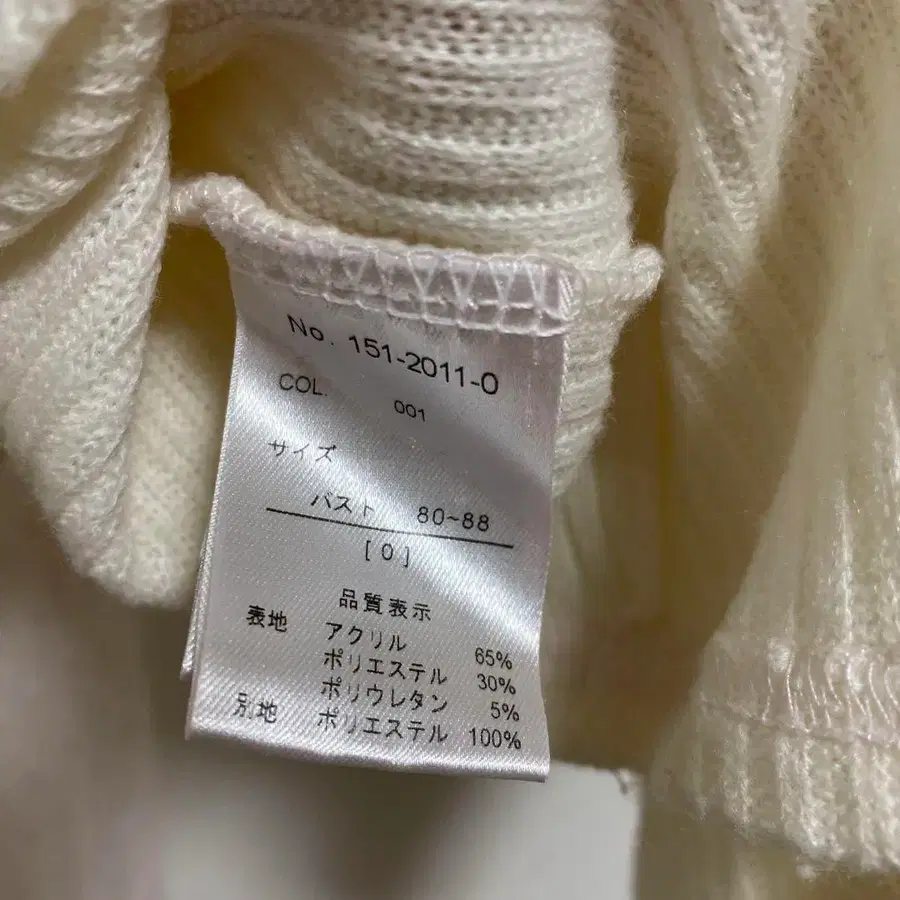 No. 151-2011-0
COL. 001
サイズ
バスト 80~88
[0]
品質表示
表地 アクリル 65%
ポリエステル 30%
ポリウレタン 5%
別地 ポリエステル 100%